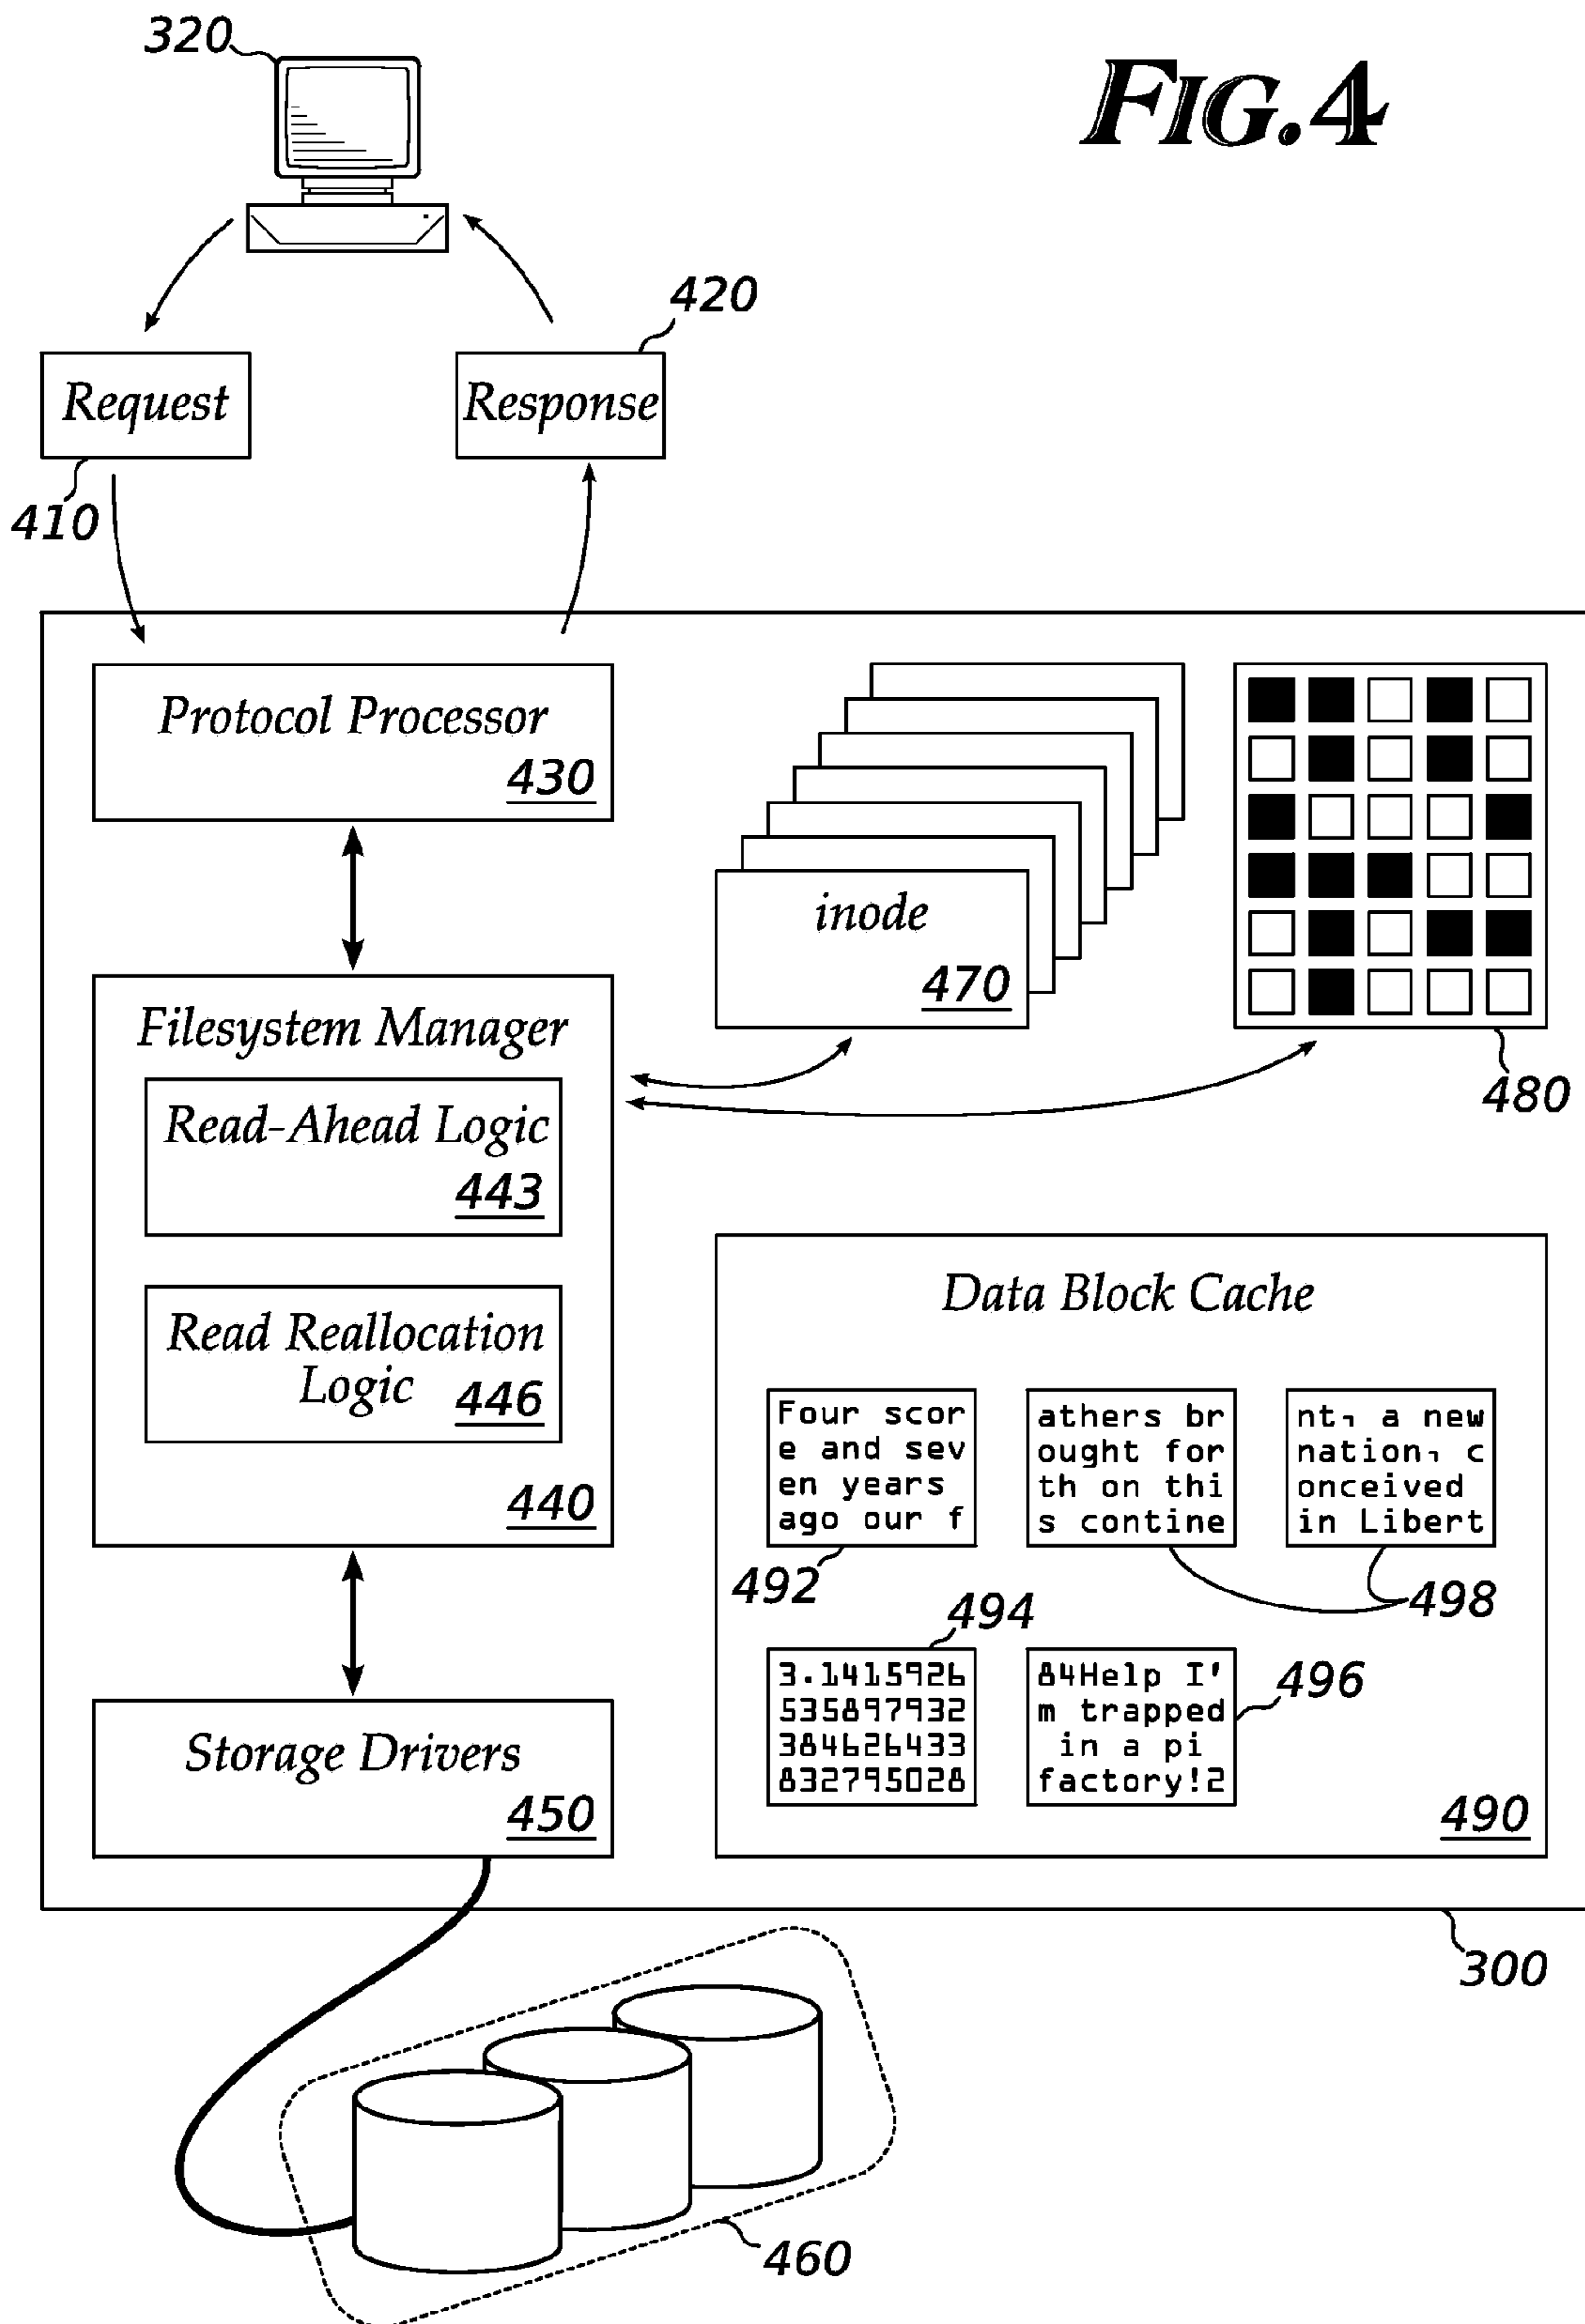 320
FIG.4
420
Request
Response
410
Protocol Processor
430
inode
470
480
Filesystem Manager
Read-Ahead Logic
443
Read Reallocation
Logic 446
440
Data Block Cache
Four scor
e and sev
en years
ago our f
492
athers br
ought for
th on thi
s contine
nt, a new
nation, c
onceived
in Libert
498
494
3.1415926
535897932
384626433
832795028
84Help I'
m trapped
in a pi
factory!2
496
490
Storage Drivers
450
300
460